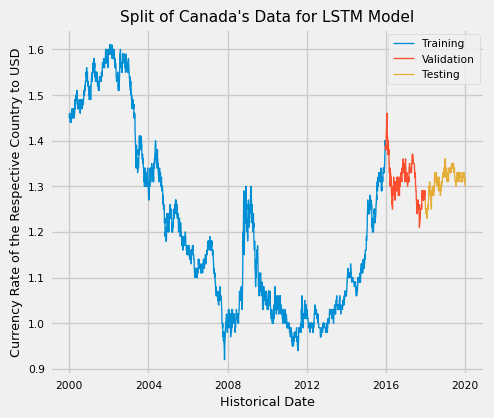 Split of Canada's Data for LSTM Model
Training
Validation
Testing
Currency Rate of the Respective Country to USD
1.6
1.5
1.4
1.3
1.2
1.1
1.0
0.9
2000
2004
2008
2012
2016
2020
Historical Date